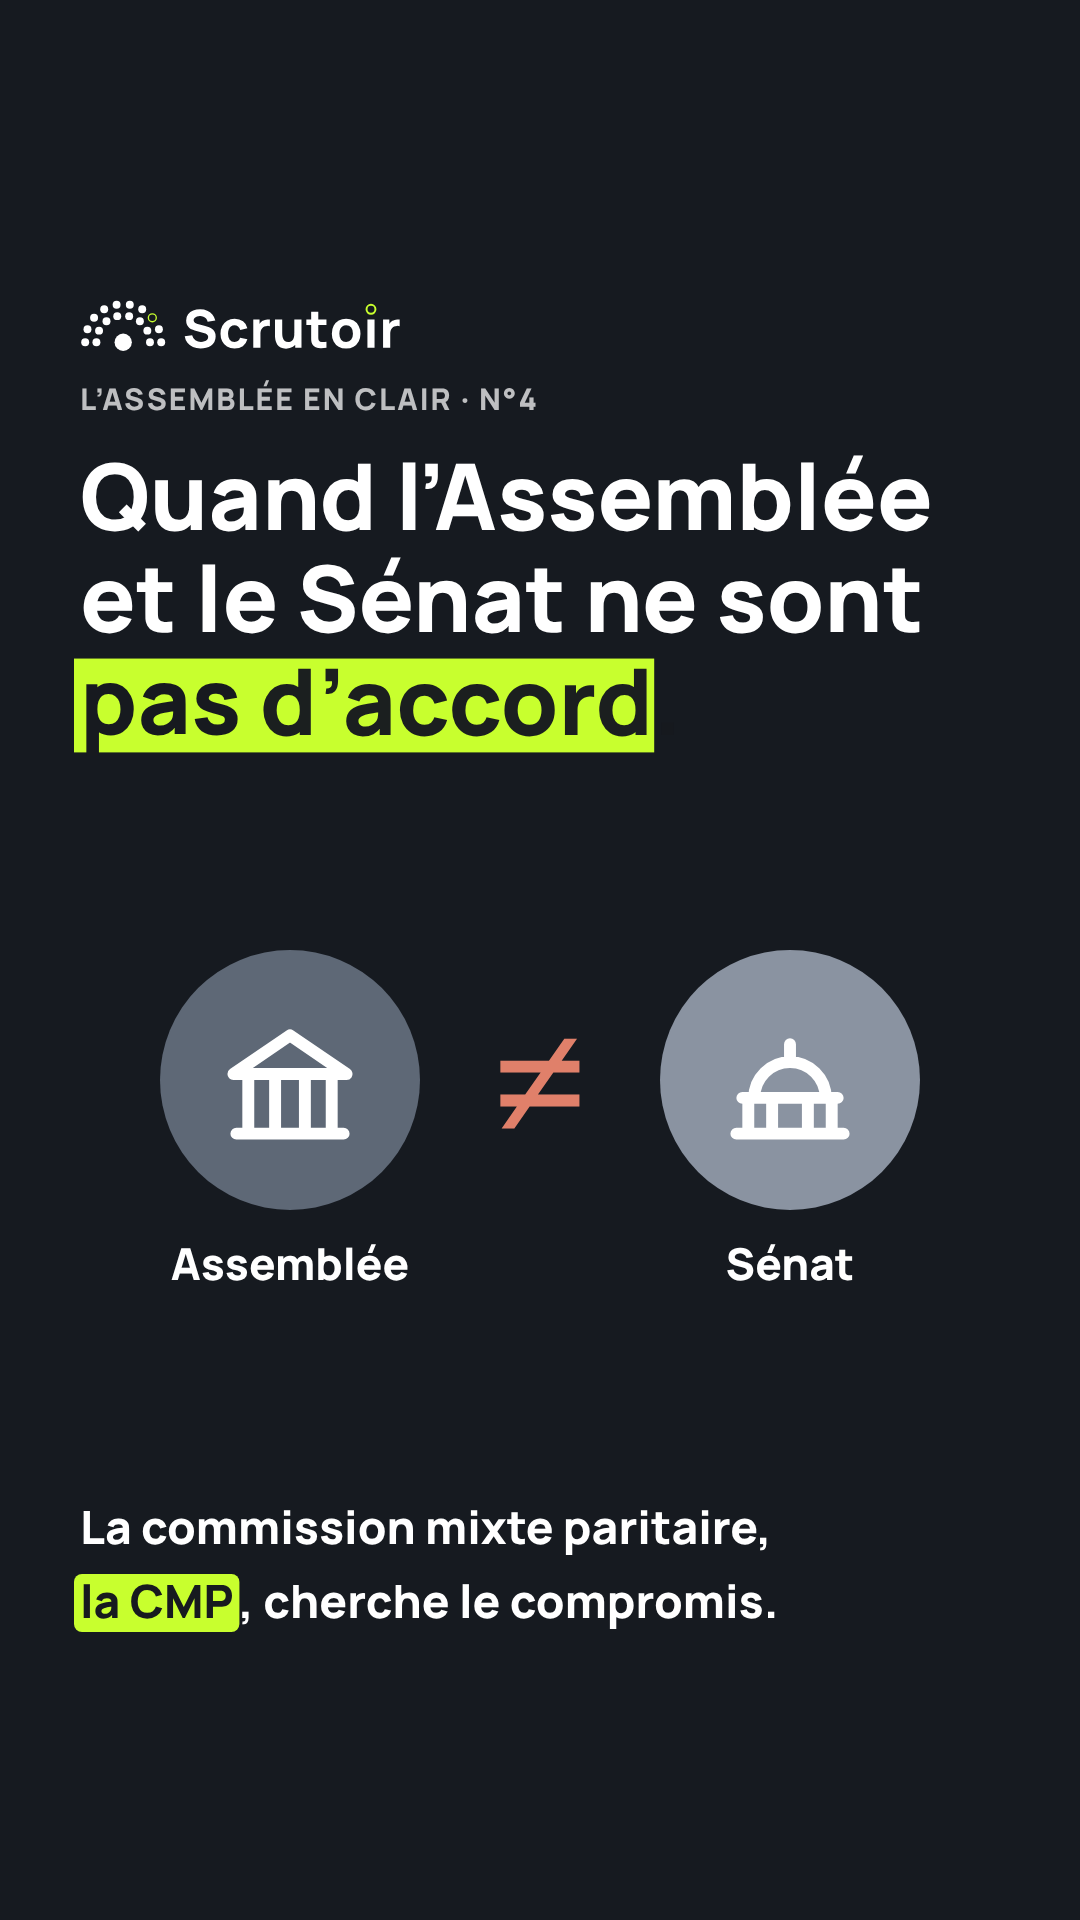 Scrutoir
L’ASSEMBLÉE EN CLAIR · N°4
Quand l’Assemblée
et le Sénat ne sont
pas d’accord
≠
Assemblée
Sénat
La commission mixte paritaire,
la CMP, cherche le compromis.